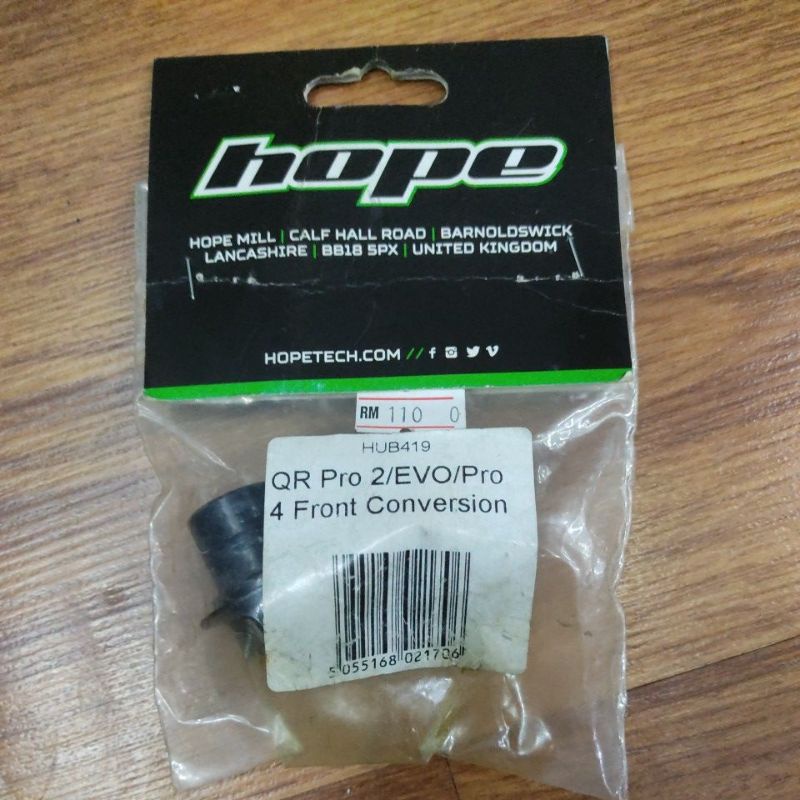 hope
HOPE MILL | CALF HALL ROAD | BARNOLDSWICK
LANCASHIRE | BB18 5PX | UNITED KINGDOM
HOPETECH.COM //
RM 110 0
HUB419
QR Pro 2/EVO/Pro
4 Front Conversion
5 055168 021706